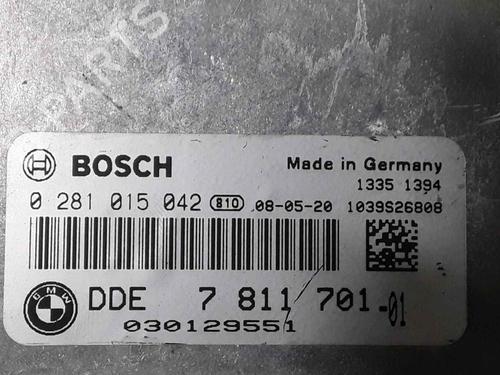 PARTS
BOSCH
Made in Germany
1335 1394
0 281 015 042 810 08-05-20 1039S26808
BMW
DDE 7 811 701-01
030129551